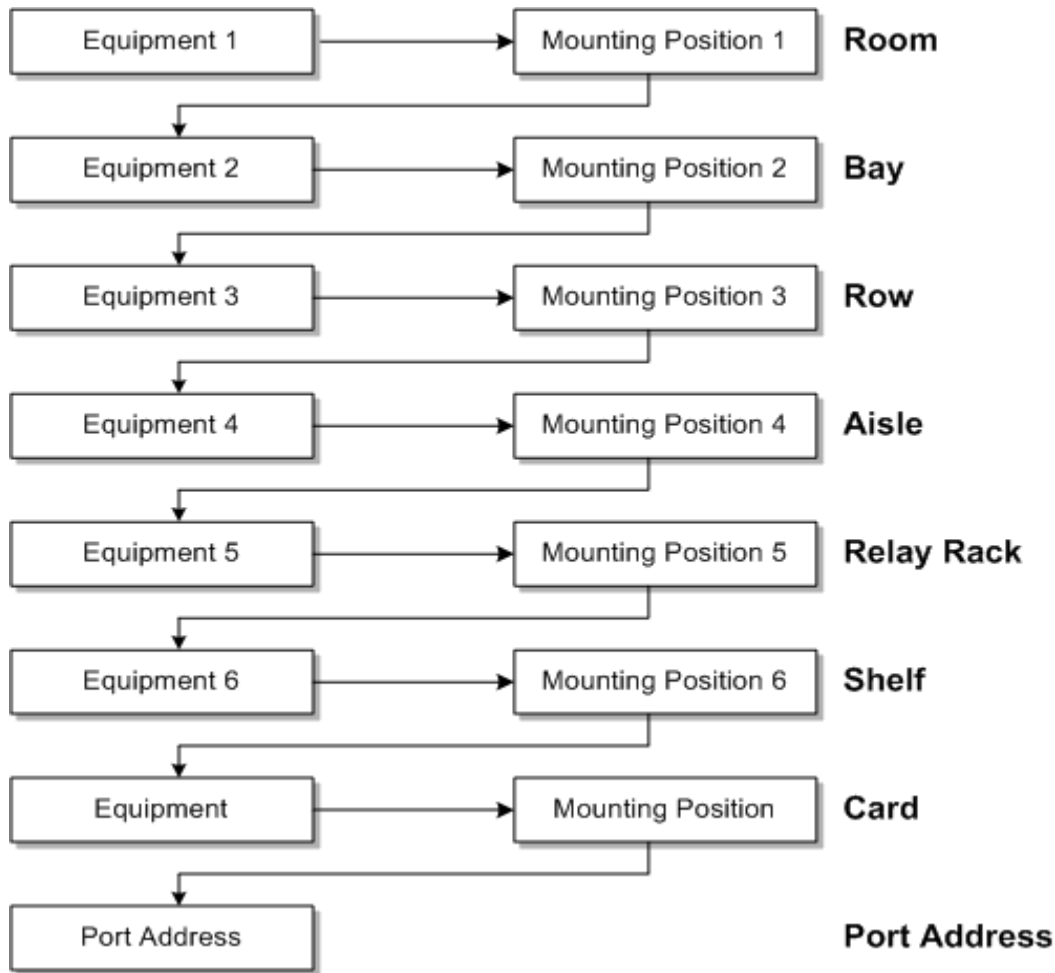 Equipment 1 Mounting Position 1 Room
Equipment 2 Mounting Position 2 Bay
Equipment 3 Mounting Position 3 Row
Equipment 4 Mounting Position 4 Aisle
Equipment 5 Mounting Position 5 Relay Rack
Equipment 6 Mounting Position 6 Shelf
Equipment Mounting Position Card
Port Address Port Address